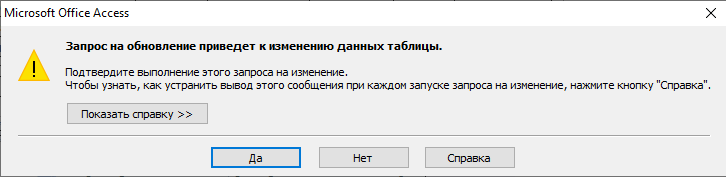 Microsoft Office Access
Запрос на обновление приведет к изменению данных таблицы.
Подтвердите выполнение этого запроса на изменение.
Чтобы узнать, как устранить вывод этого сообщения при каждом запуске запроса на изменение, нажмите кнопку "Справка".
Показать справку >>
Да
Нет
Справка